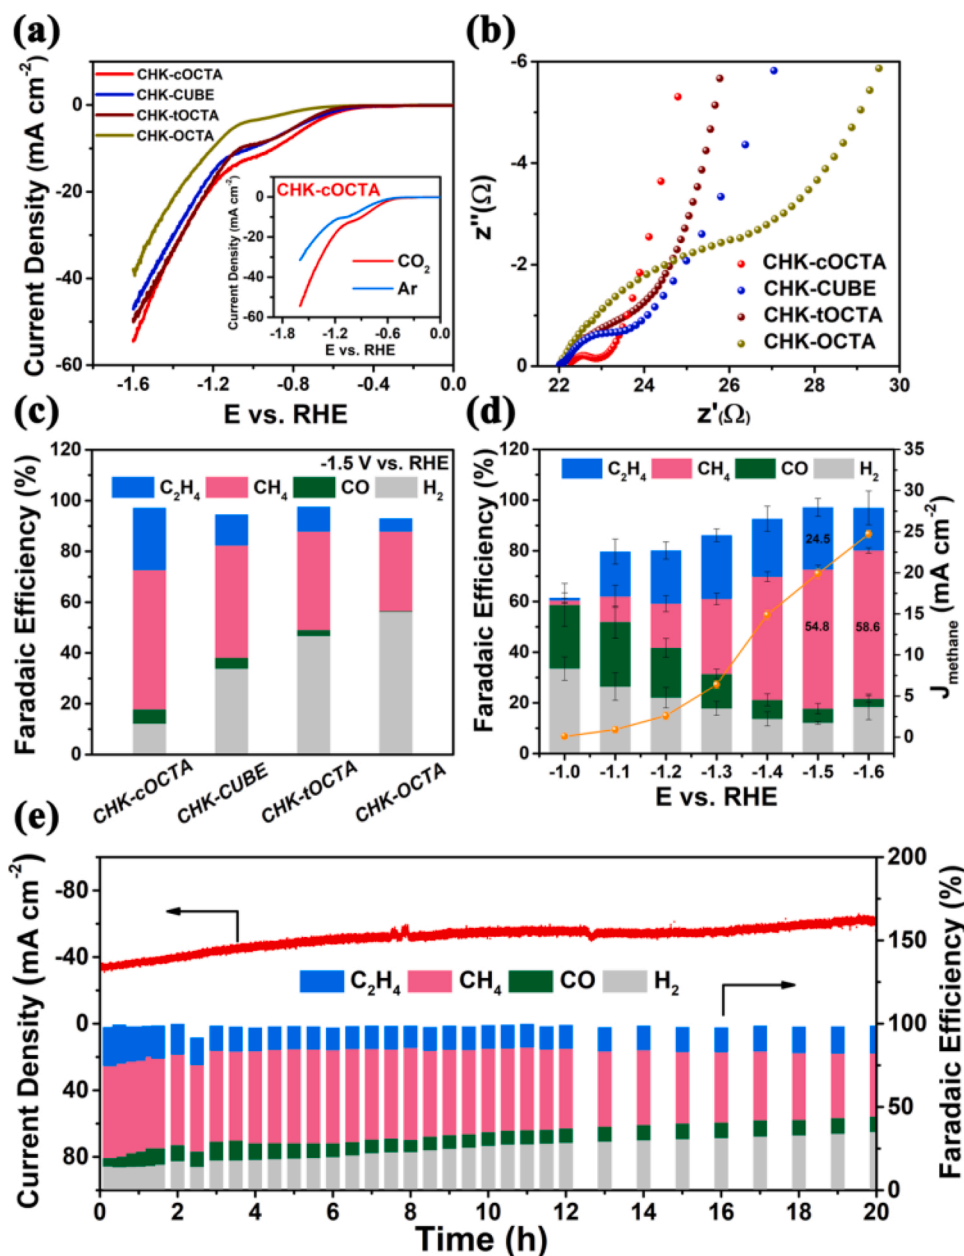 (a)
CHK-cOCTA
CHK-CUBE
CHK-tOCTA
CHK-OCTA
0
-20
-40
-60
Current Density (mA cm-2)
-1.6 -1.2 -0.8 -0.4 0.0
E vs. RHE
CHK-cOCTA
CO2
Ar
0
-20
-40
-60
Current Density (mA cm-2)
-1.8 -1.2 -0.6 0.0
E vs. RHE
(b)
-6
-4
-2
0
z''(Ω)
CHK-cOCTA
CHK-CUBE
CHK-tOCTA
CHK-OCTA
22 24 26 28 30
z'(Ω)
(c)
-1.5 V vs. RHE
C2H4 CH4 CO H2
120
100
80
60
40
20
0
Faradaic Efficiency (%)
CHK-cOCTA
CHK-CUBE
CHK-tOCTA
CHK-OCTA
(d)
C2H4 CH4 CO H2
120
100
80
60
40
20
0
Faradaic Efficiency (%)
24.5
54.8
58.6
35
30
25
20
15
10
5
0
Jmethane (mA cm-2)
-1.0 -1.1 -1.2 -1.3 -1.4 -1.5 -1.6
E vs. RHE
(e)
-80
-40
0
40
80
Current Density (mA cm-2)
C2H4 CH4 CO H2
200
150
100
50
0
Faradaic Efficiency (%)
0 2 4 6 8 10 12 14 16 18 20
Time (h)